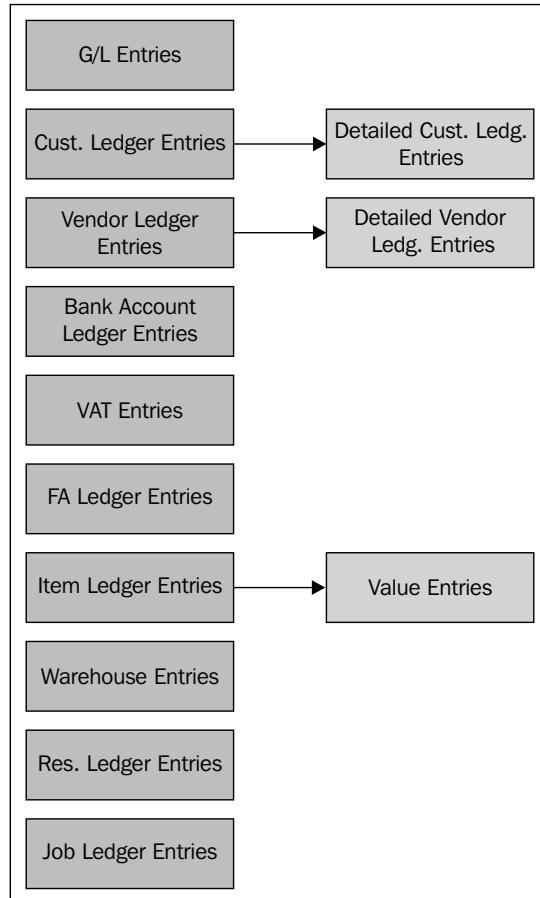 G/L Entries
Cust. Ledger Entries
Detailed Cust. Ledg.
Entries
Vendor Ledger
Entries
Detailed Vendor
Ledg. Entries
Bank Account
Ledger Entries
VAT Entries
FA Ledger Entries
Item Ledger Entries
Value Entries
Warehouse Entries
Res. Ledger Entries
Job Ledger Entries